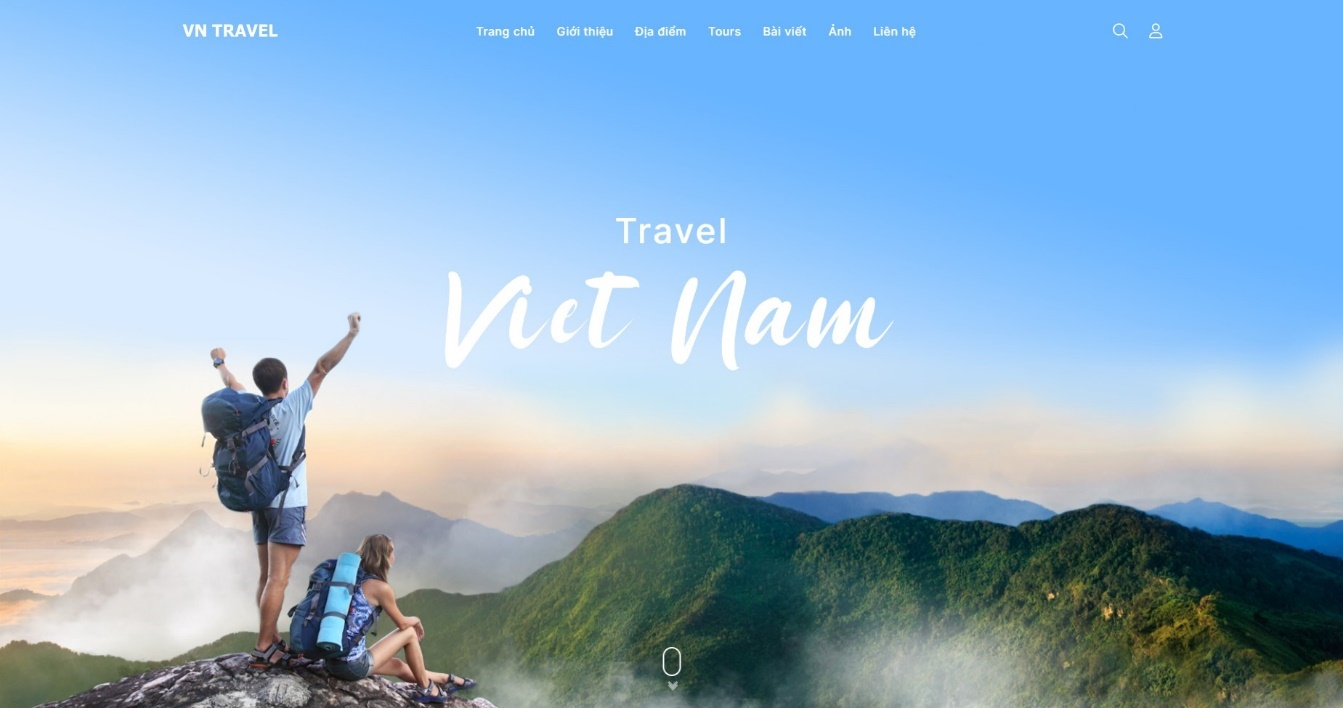 VN TRAVEL
Trang chủ Giới thiệu Địa điểm Tours Bài viết Ảnh Liên hệ
Travel
Viet Nam